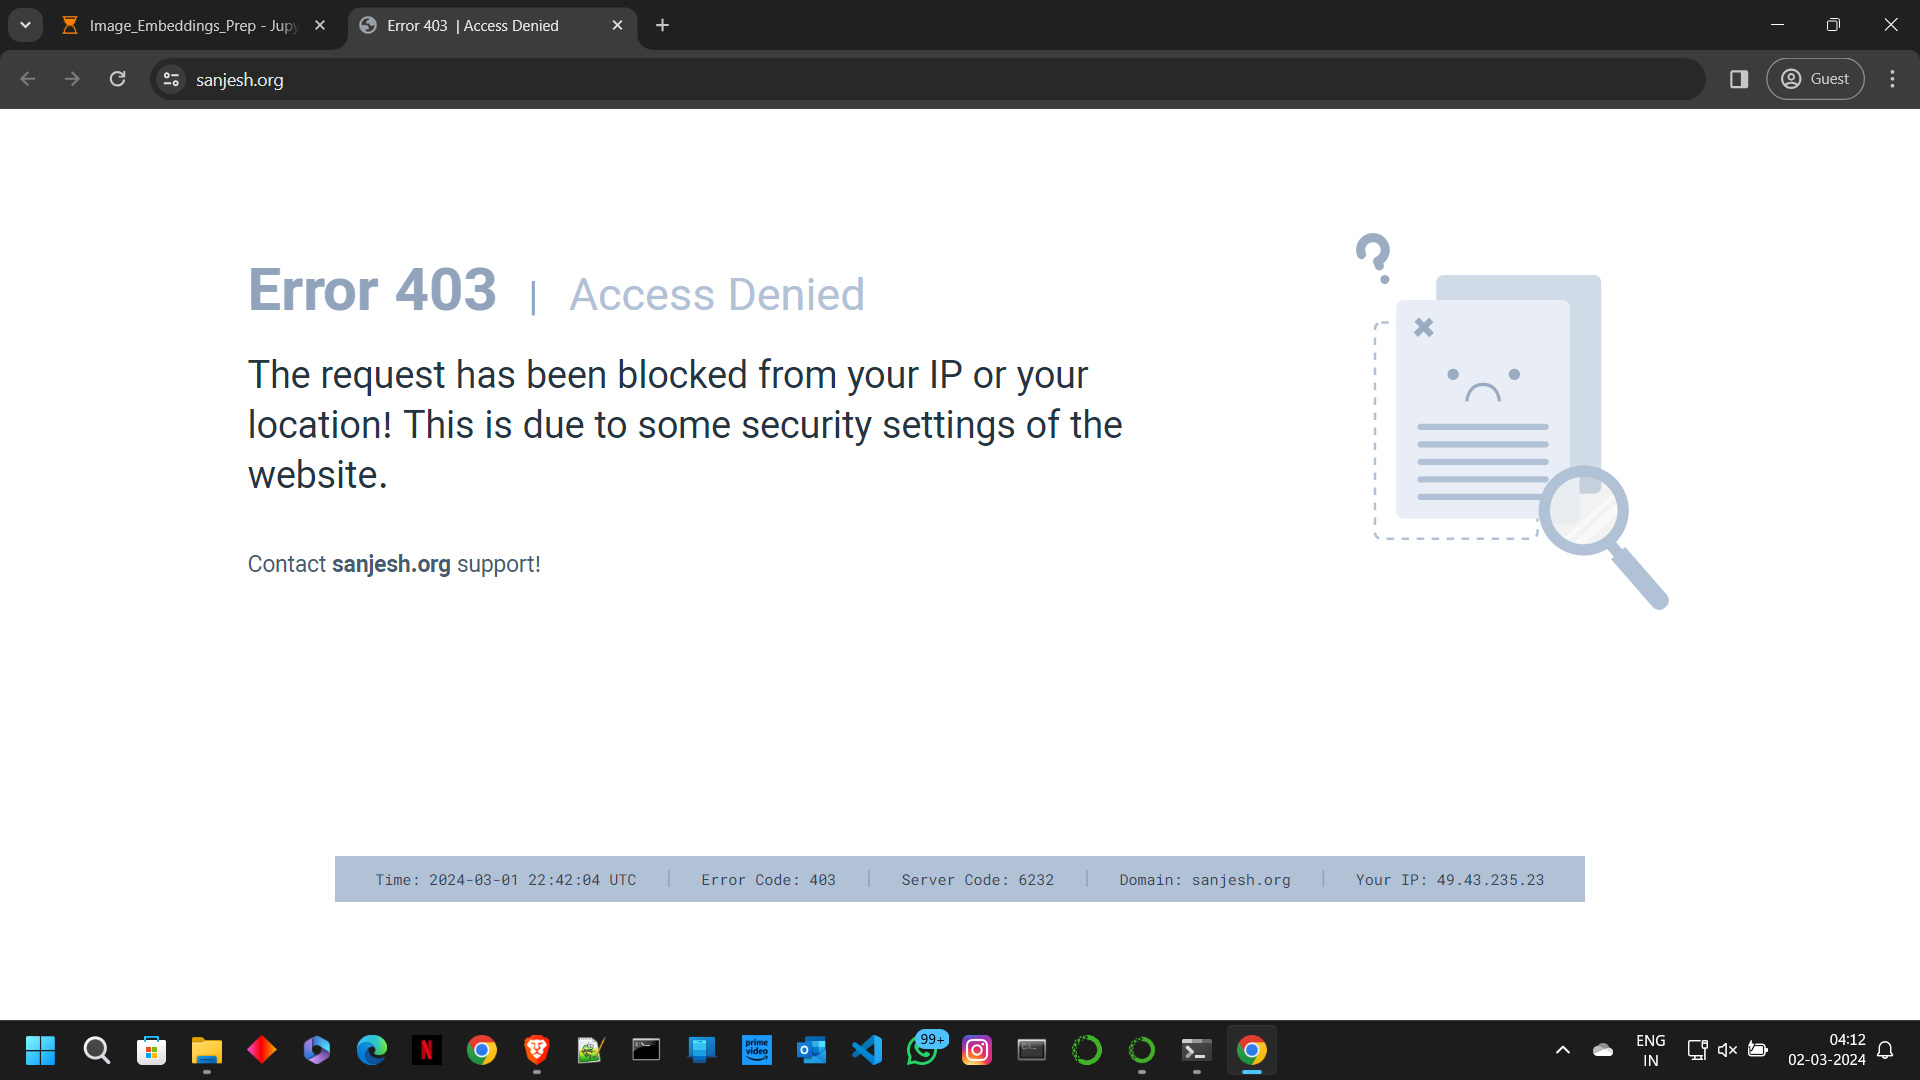 Image_Embeddings_Prep - Jupy
Error 403 | Access Denied
sanjesh.org
Guest
Error 403 | Access Denied
The request has been blocked from your IP or your
location! This is due to some security settings of the
website.
Contact sanjesh.org support!
Time: 2024-03-01 22:42:04 UTC | Error Code: 403 | Server Code: 6232 | Domain: sanjesh.org | Your IP: 49.43.235.23
prime
video
99+
ENG
IN
04:12
02-03-2024